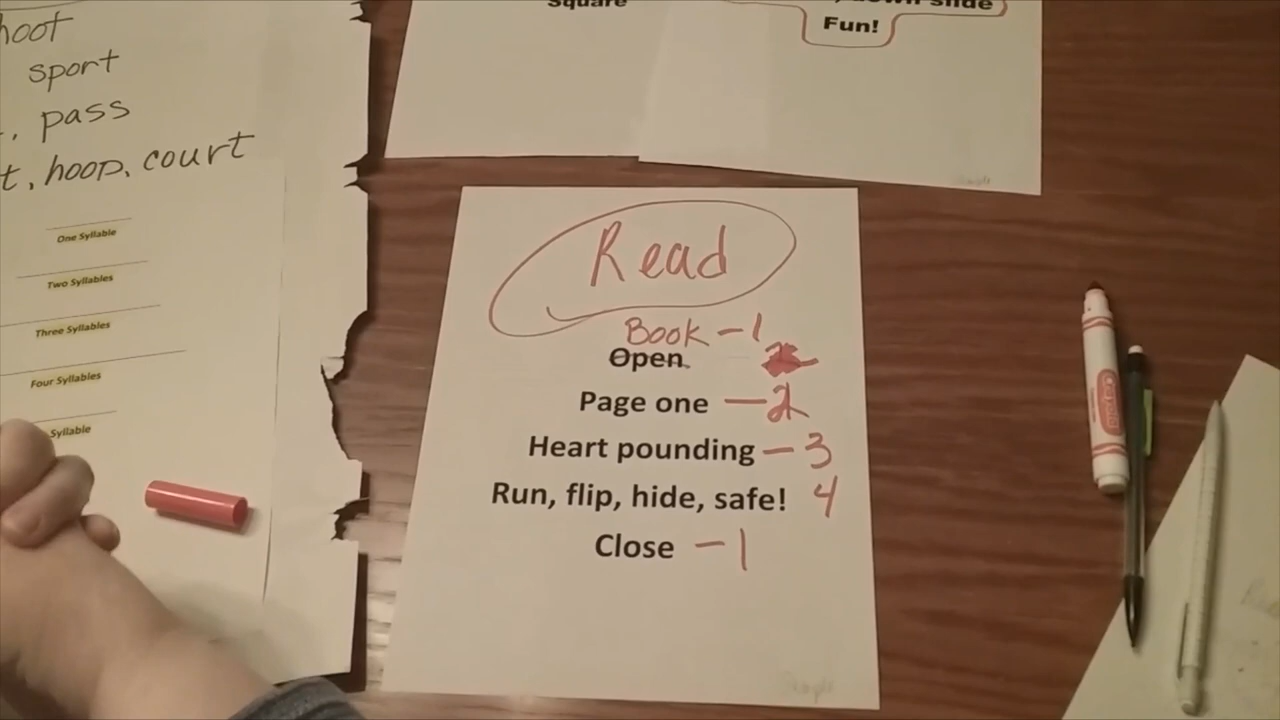 hoot
sport
pass
hoop, court
One Syllable
Two Syllables
Three Syllables
Four Syllables
Syllable
Square
slide
Fun!
Read
Book - 1
Open
Page one - 2
Heart pounding - 3
Run, flip, hide, safe! 4
Close - 1